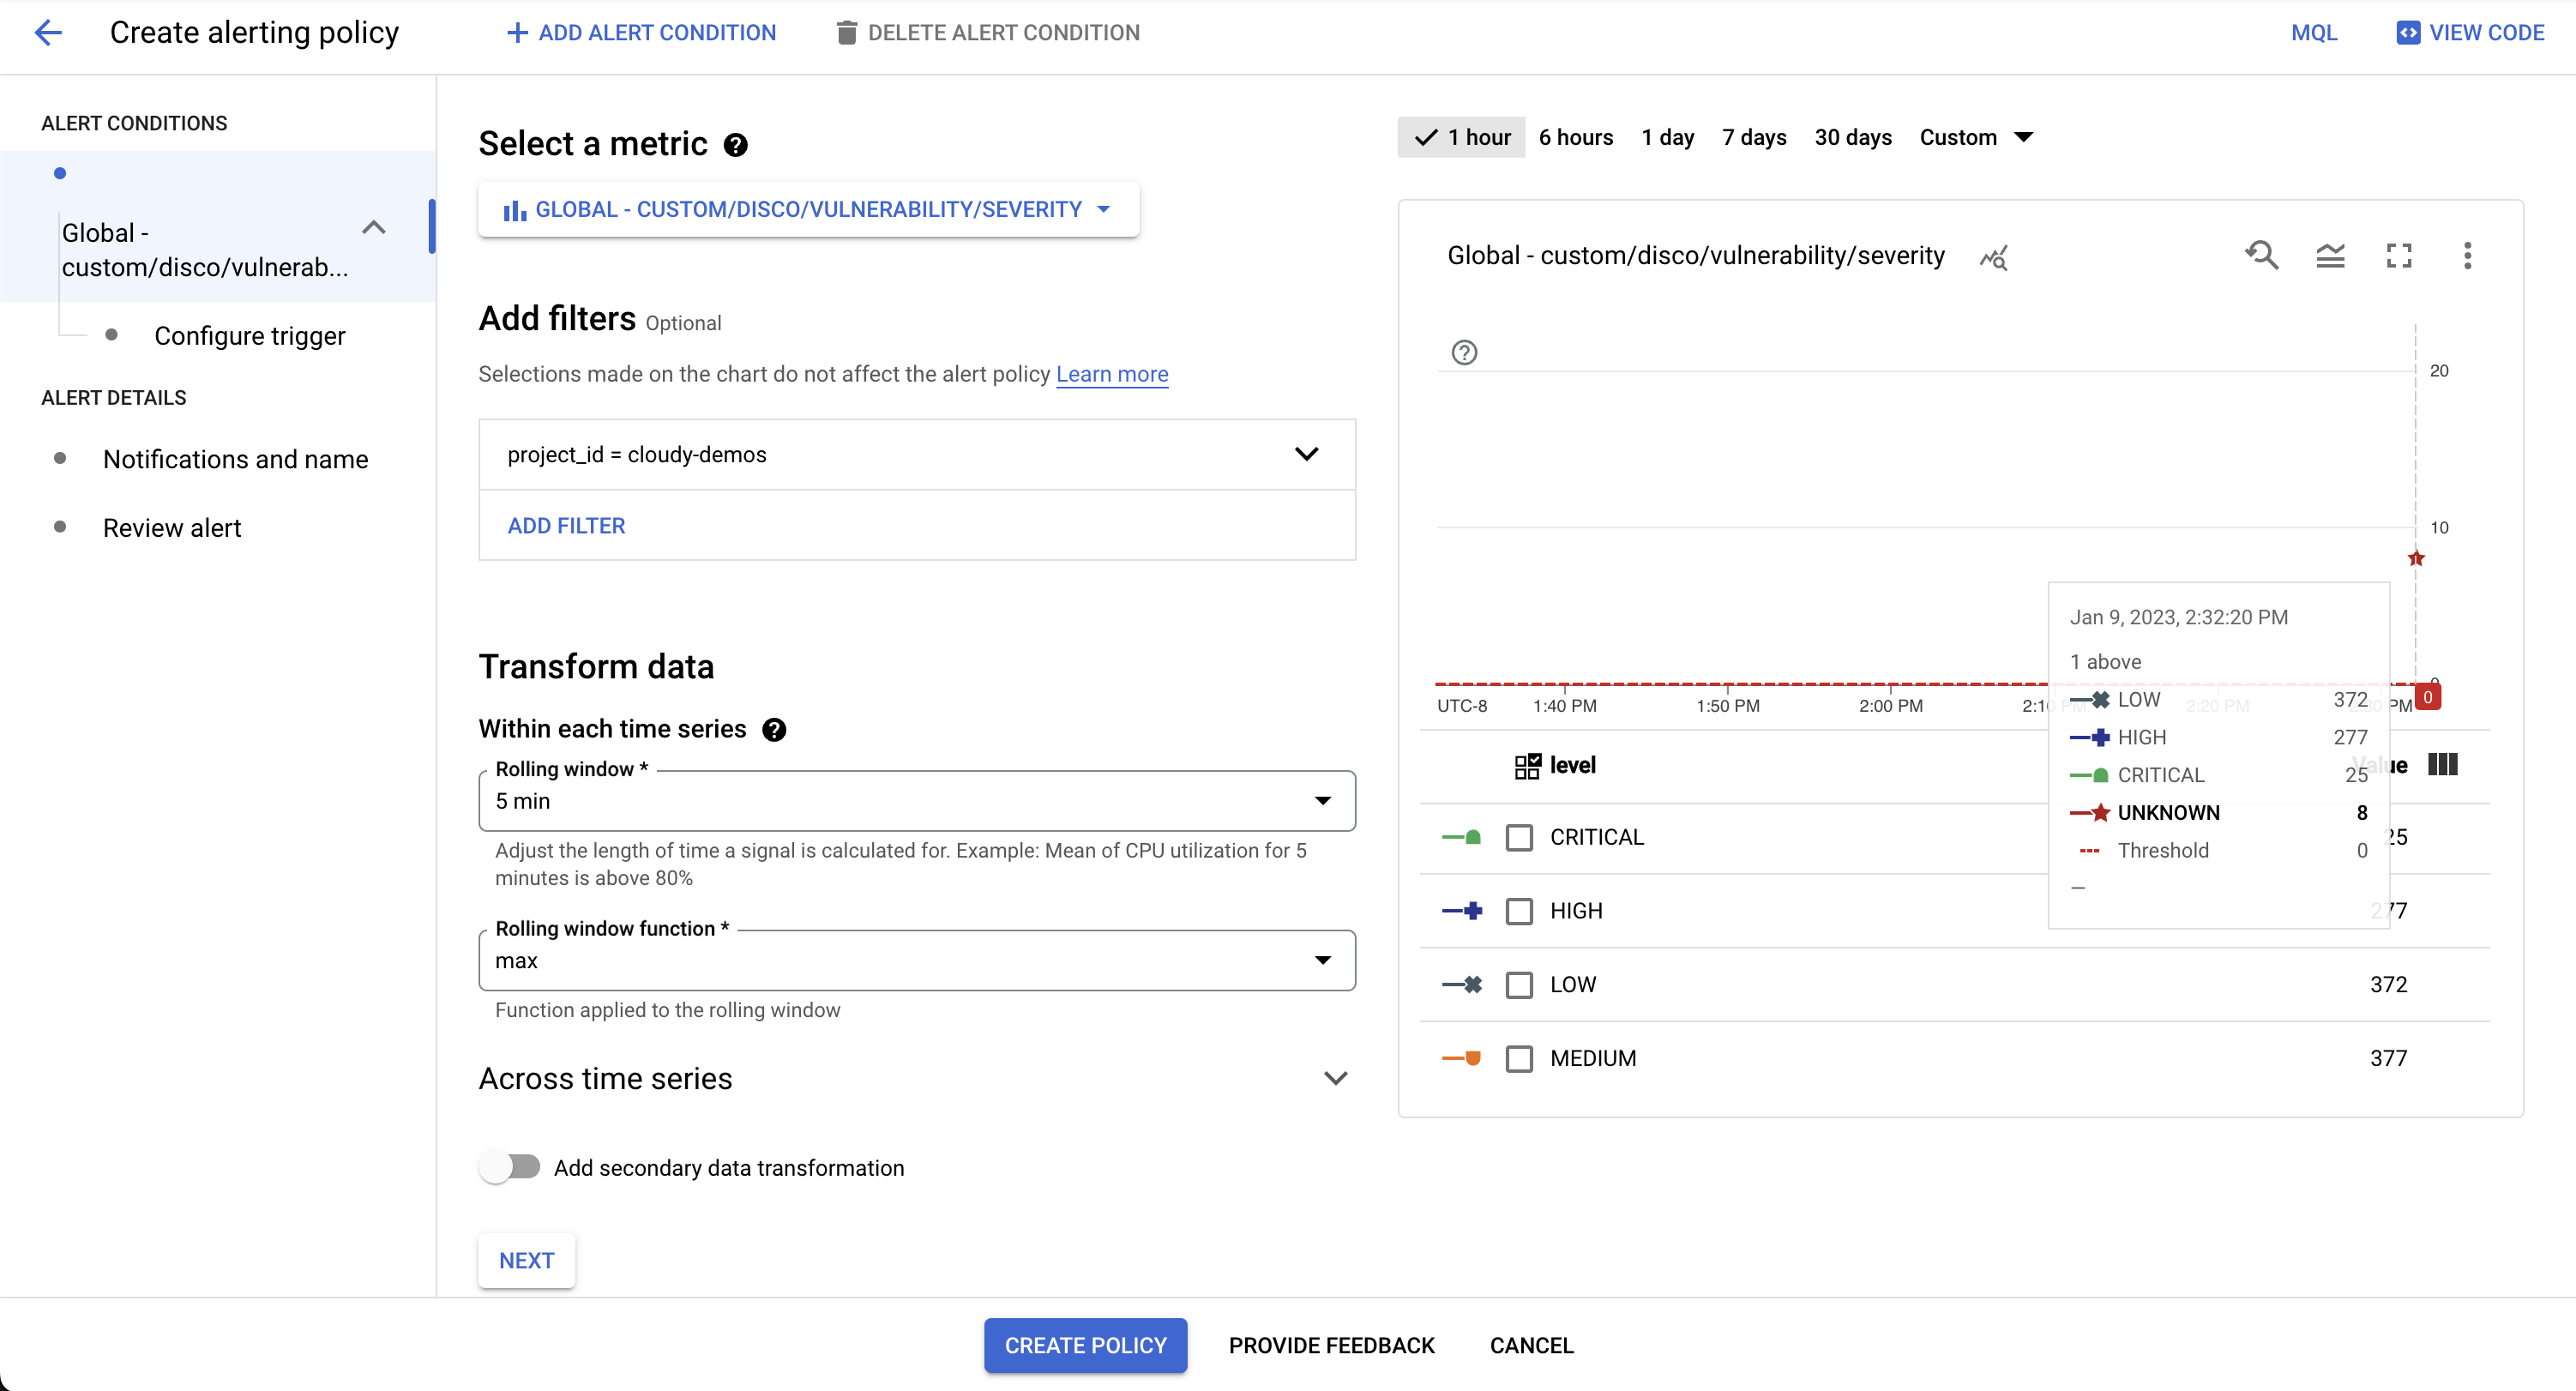 Create alerting policy
ADD ALERT CONDITION
DELETE ALERT CONDITION
MQL
VIEW CODE
ALERT CONDITIONS
Global -
custom/disco/vulnerab...
Configure trigger
ALERT DETAILS
Notifications and name
Review alert
Select a metric
GLOBAL - CUSTOM/DISCO/VULNERABILITY/SEVERITY
Add filters Optional
Selections made on the chart do not affect the alert policy Learn more
project_id = cloudy-demos
ADD FILTER
Transform data
Within each time series
Rolling window *
5 min
Adjust the length of time a signal is calculated for. Example: Mean of CPU utilization for 5
minutes is above 80%
Rolling window function *
max
Function applied to the rolling window
Across time series
Add secondary data transformation
NEXT
1 hour 6 hours 1 day 7 days 30 days Custom
Global - custom/disco/vulnerability/severity
20
10
0
UTC-8 1:40 PM 1:50 PM 2:00 PM 2:10 PM 2:20 PM 2:30 PM
0
Jan 9, 2023, 2:32:20 PM
1 above
LOW 372
HIGH 277
CRITICAL 25
UNKNOWN 8
Threshold 0
level Value
CRITICAL 25
HIGH 277
LOW 372
MEDIUM 377
CREATE POLICY
PROVIDE FEEDBACK
CANCEL